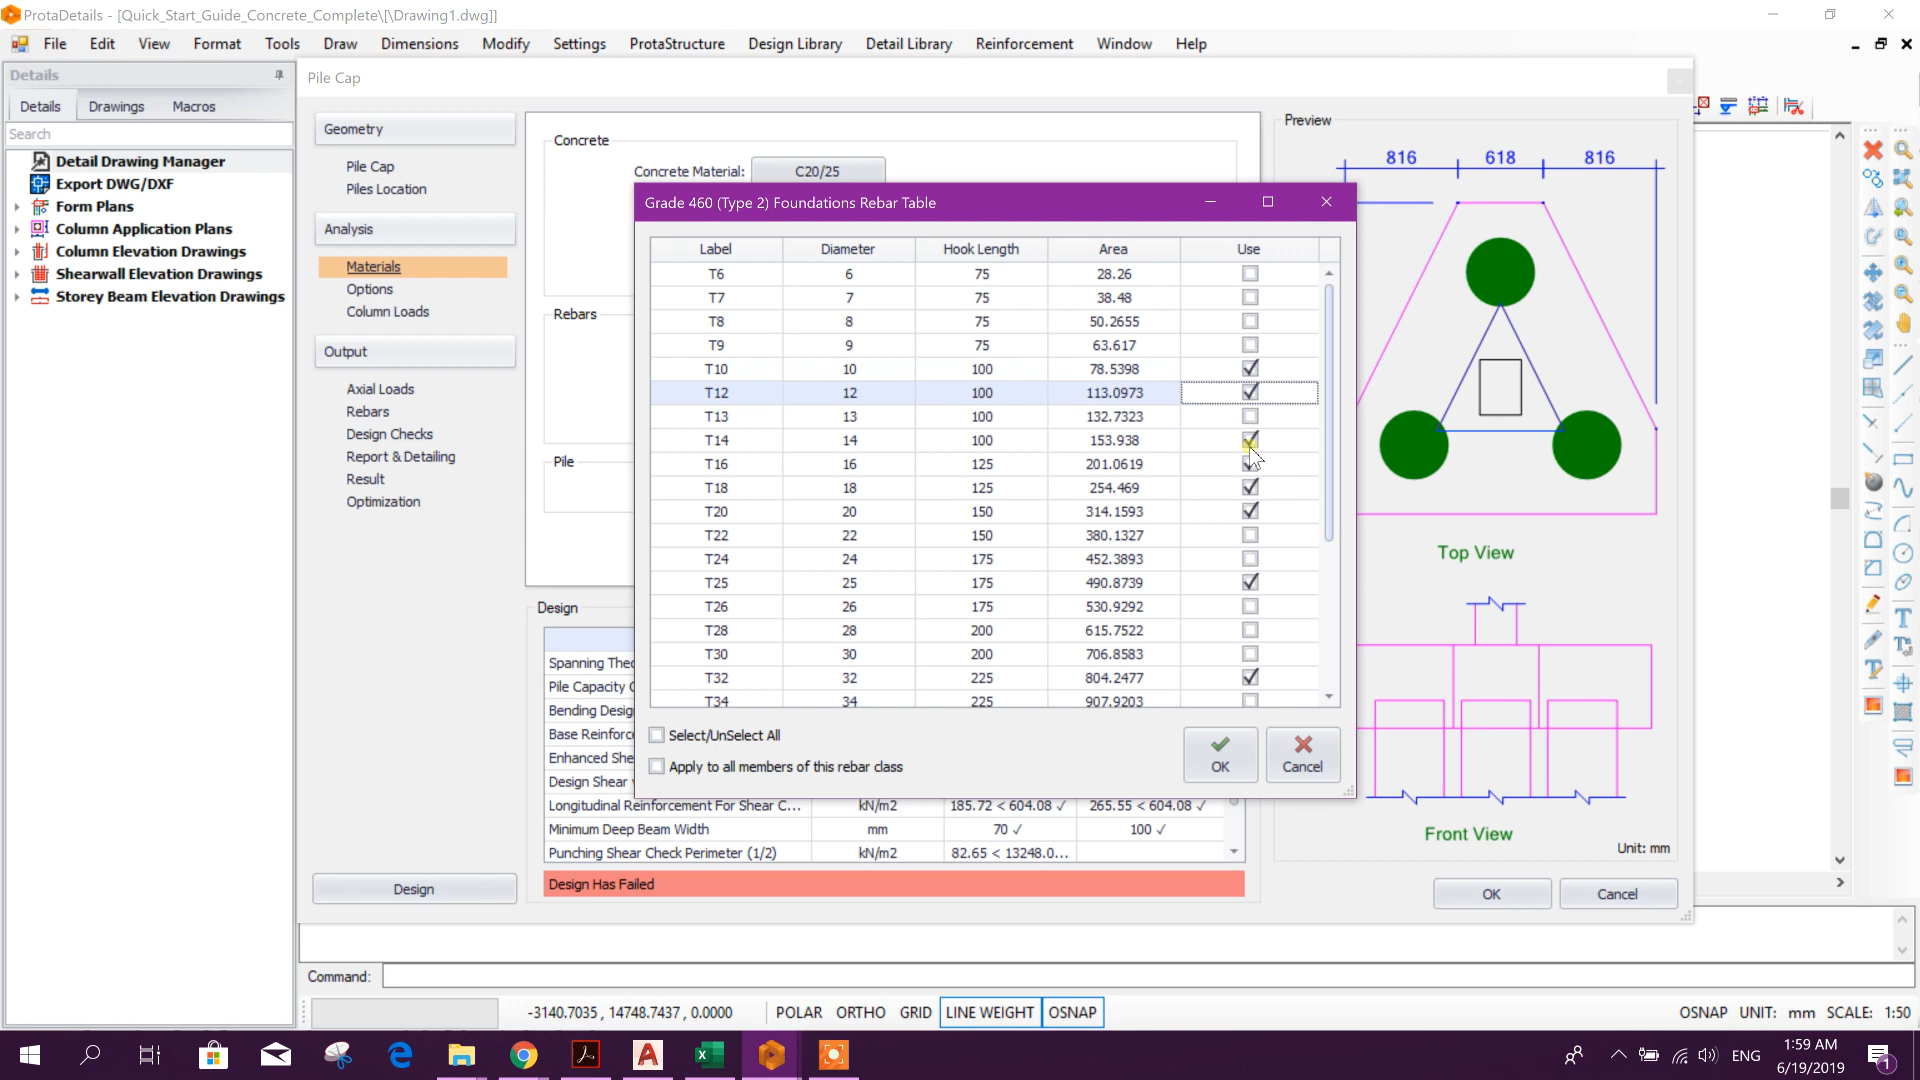 ProtaDetails - [Quick_Start_Guide_Concrete_Complete\[\Drawing1.dwg]]
File Edit View Format Tools Draw Dimensions Modify Settings ProtaStructure Design Library Detail Library Reinforcement Window Help
Details
Details Drawings Macros
Search
Detail Drawing Manager
Export DWG/DXF
Form Plans
Column Application Plans
Column Elevation Drawings
Shearwall Elevation Drawings
Storey Beam Elevation Drawings
Pile Cap
Geometry
Pile Cap
Piles Location
Analysis
Materials
Options
Column Loads
Output
Axial Loads
Rebars
Design Checks
Report & Detailing
Result
Optimization
Design
Concrete
Concrete Material: C20/25
Rebars
Pile
Grade 460 (Type 2) Foundations Rebar Table
Label Diameter Hook Length Area Use
T6 6 75 28.26
T7 7 75 38.48
T8 8 75 50.2655
T9 9 75 63.617
T10 10 100 78.5398
T12 12 100 113.0973
T13 13 100 132.7323
T14 14 100 153.938
T16 16 125 201.0619
T18 18 125 254.469
T20 20 150 314.1593
T22 22 150 380.1327
T24 24 175 452.3893
T25 25 175 490.8739
T26 26 175 530.9292
T28 28 200 615.7522
T30 30 200 706.8583
T32 32 225 804.2477
T34 34 225 907.9203
Select/UnSelect All
Apply to all members of this rebar class
OK Cancel
Design
Spanning
Pile Capacity
Bending
Base
Enhanced
Design Shear
Longitudinal Reinforcement For Shear C... kN/m2 185.72 < 604.08 ✓ 265.55 < 604.08 ✓
Minimum Deep Beam Width mm 70 ✓ 100 ✓
Punching Shear Check Perimeter (1/2) kN/m2 82.65 < 13248.0...
Design Has Failed
Preview
816 618 816
Top View
Front View
Unit: mm
OK Cancel
Command:
-3140.7035 , 14748.7437 , 0.0000 POLAR ORTHO GRID LINE WEIGHT OSNAP
OSNAP UNIT: mm SCALE: 1:50
ENG
1:59 AM
6/19/2019
1